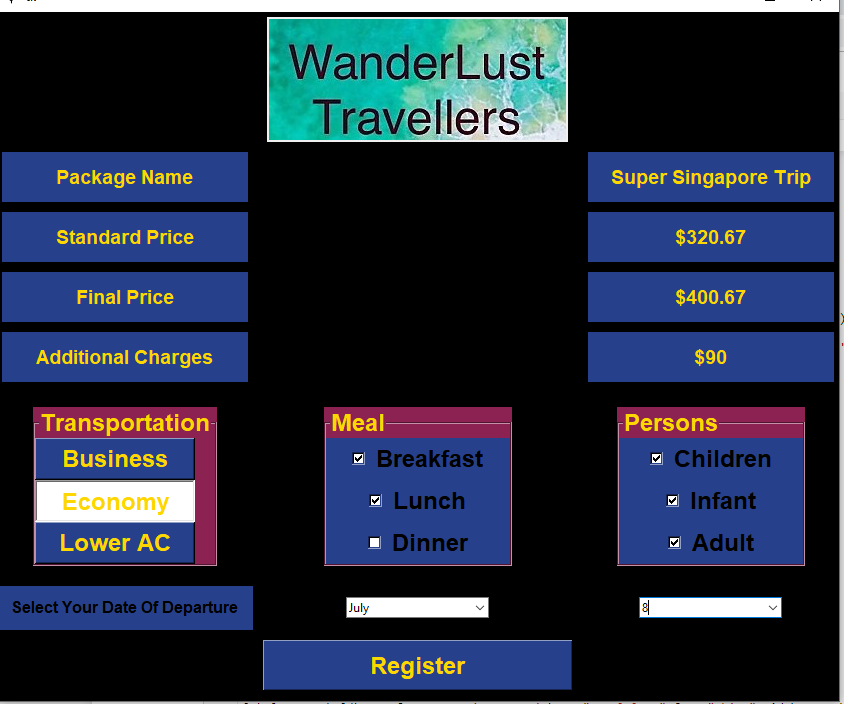 WanderLust
Travellers
Package Name
Super Singapore Trip
Standard Price
$320.67
Final Price
$400.67
Additional Charges
$90
Transportation
Business
Economy
Lower AC
Meal
Breakfast
Lunch
Dinner
Persons
Children
Infant
Adult
Select Your Date Of Departure
July
8
Register